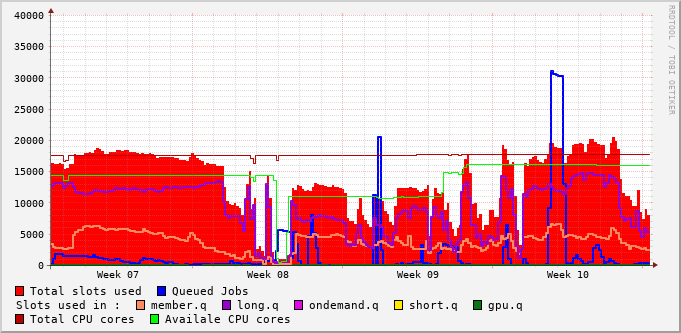 40000
35000
30000
25000
20000
15000
10000
5000
0
Week 07 Week 08 Week 09 Week 10
RRDTOOL / TOBI OETIKER
Total slots used Queued Jobs
Slots used in : member.q long.q ondemand.q short.q gpu.q
Total CPU cores Availale CPU cores